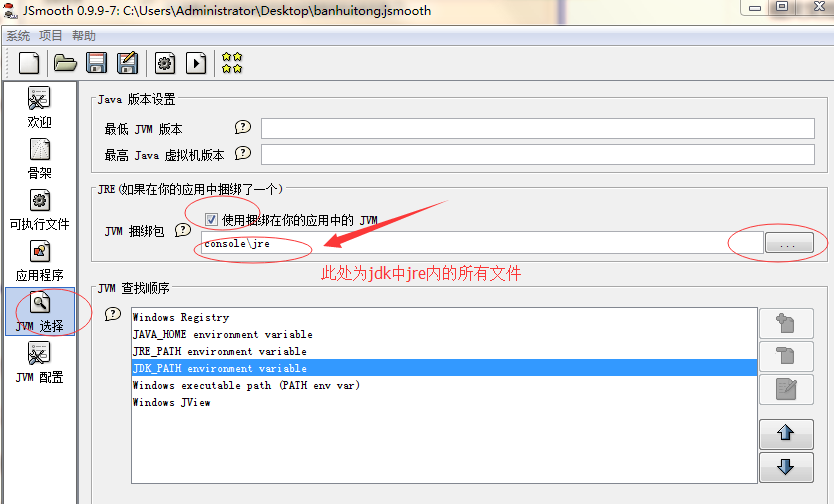 JSmooth 0.9.9-7: C:\Users\Administrator\Desktop\banhuitong.jsmooth
系统 项目 帮助
欢迎
骨架
可执行文件
应用程序
JVM 选择
JVM 配置
Java 版本设置
最低 JVM 版本
最高 Java 虚拟机版本
JRE(如果在你的应用中捆绑了一个)
使用捆绑在你的应用中的 JVM
JVM 捆绑包
console\jre
...
此处为jdk中jre内的所有文件
JVM 查找顺序
Windows Registry
JAVA_HOME environment variable
JRE_PATH environment variable
JDK_PATH environment variable
Windows executable path (PATH env var)
Windows JView